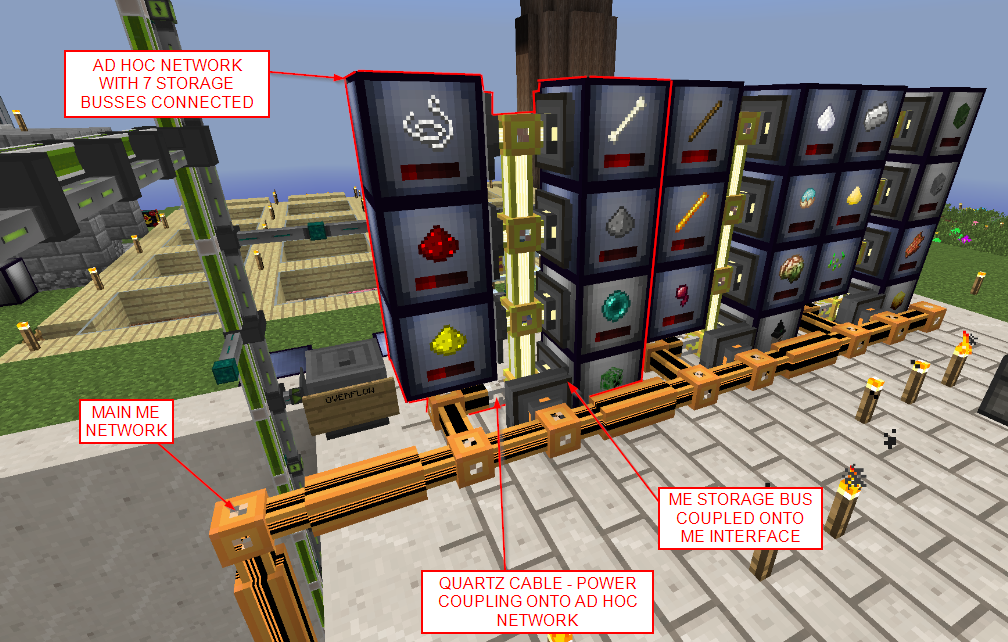 AD HOC NETWORK
WITH 7 STORAGE
BUSSES CONNECTED
OVERFLOW
MAIN ME
NETWORK
ME STORAGE BUS
COUPLED ONTO
ME INTERFACE
QUARTZ CABLE - POWER
COUPLING ONTO AD HOC
NETWORK